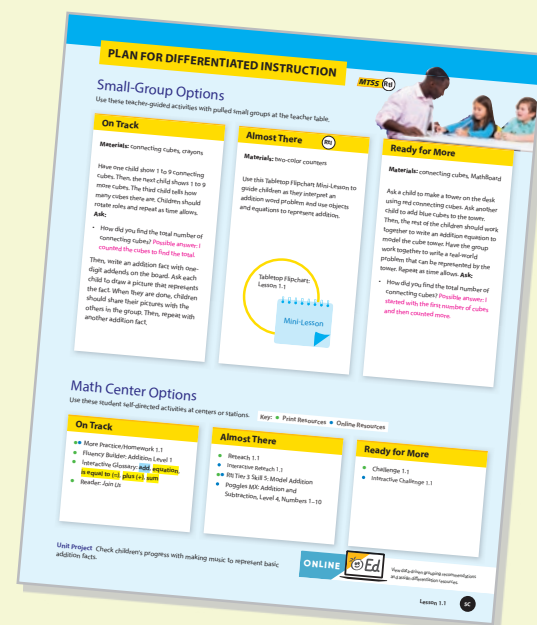 PLAN FOR DIFFERENTIATED INSTRUCTION
MTSS RtI
Small-Group Options
Use these teacher-guided activities with pulled small groups at the teacher table.
On Track
Materials: connecting cubes, crayons
Have one child show 1 to 9 connecting
cubes. Then, the next child shows 1 to 9
more cubes. The third child tells how
many cubes there are. Children should
rotate roles and repeat as time allows.
Ask:
• How did you find the total number of
connecting cubes? Possible answer: I
counted the cubes to find the total.
Then, write an addition fact with one-
digit addends on the board. Ask each
child to draw a picture that represents
the fact. When they are done, children
should share their pictures with the
others in the group. Then, repeat with
another addition fact.
Almost There RtI
Materials: two-color counters
Use this Tabletop Flipchart Mini-Lesson to
guide children as they interpret an
addition word problem and use objects
and equations to represent addition.
Tabletop Flipchart:
Lesson 1.1
Mini-Lesson
Ready for More
Materials: connecting cubes, MathBoard
Ask a child to make a tower on the desk
using red connecting cubes. Ask another
child to add blue cubes to the tower.
Then, the rest of the children should work
together to write an addition equation to
model the cube tower. Have the group
work together to write a real-world
problem that can be represented by the
tower. Repeat as time allows. Ask:
• How did you find the total number of
connecting cubes? Possible answer: I
started with the first number of cubes
and then counted more.
Math Center Options
Use these student self-directed activities at centers or stations.
Key: • Print Resources • Online Resources
On Track
•• More Practice/Homework 1.1
• Fluency Builder: Addition Level 1
• Interactive Glossary: add, equation,
is equal to (=), plus (+), sum
• Reader: Join Us
Almost There
• Reteach 1.1
• Interactive Reteach 1.1
•• RtI Tier 3 Skill 5: Model Addition
• Poggles MX: Addition and
Subtraction, Level 4, Numbers 1–10
Ready for More
• Challenge 1.1
• Interactive Challenge 1.1
Unit Project Check children's progress with making music to represent basic
addition facts.
ONLINE
Ed
View data-driven grouping recommendations
and assign differentiation resources.
Lesson 1.1
5C